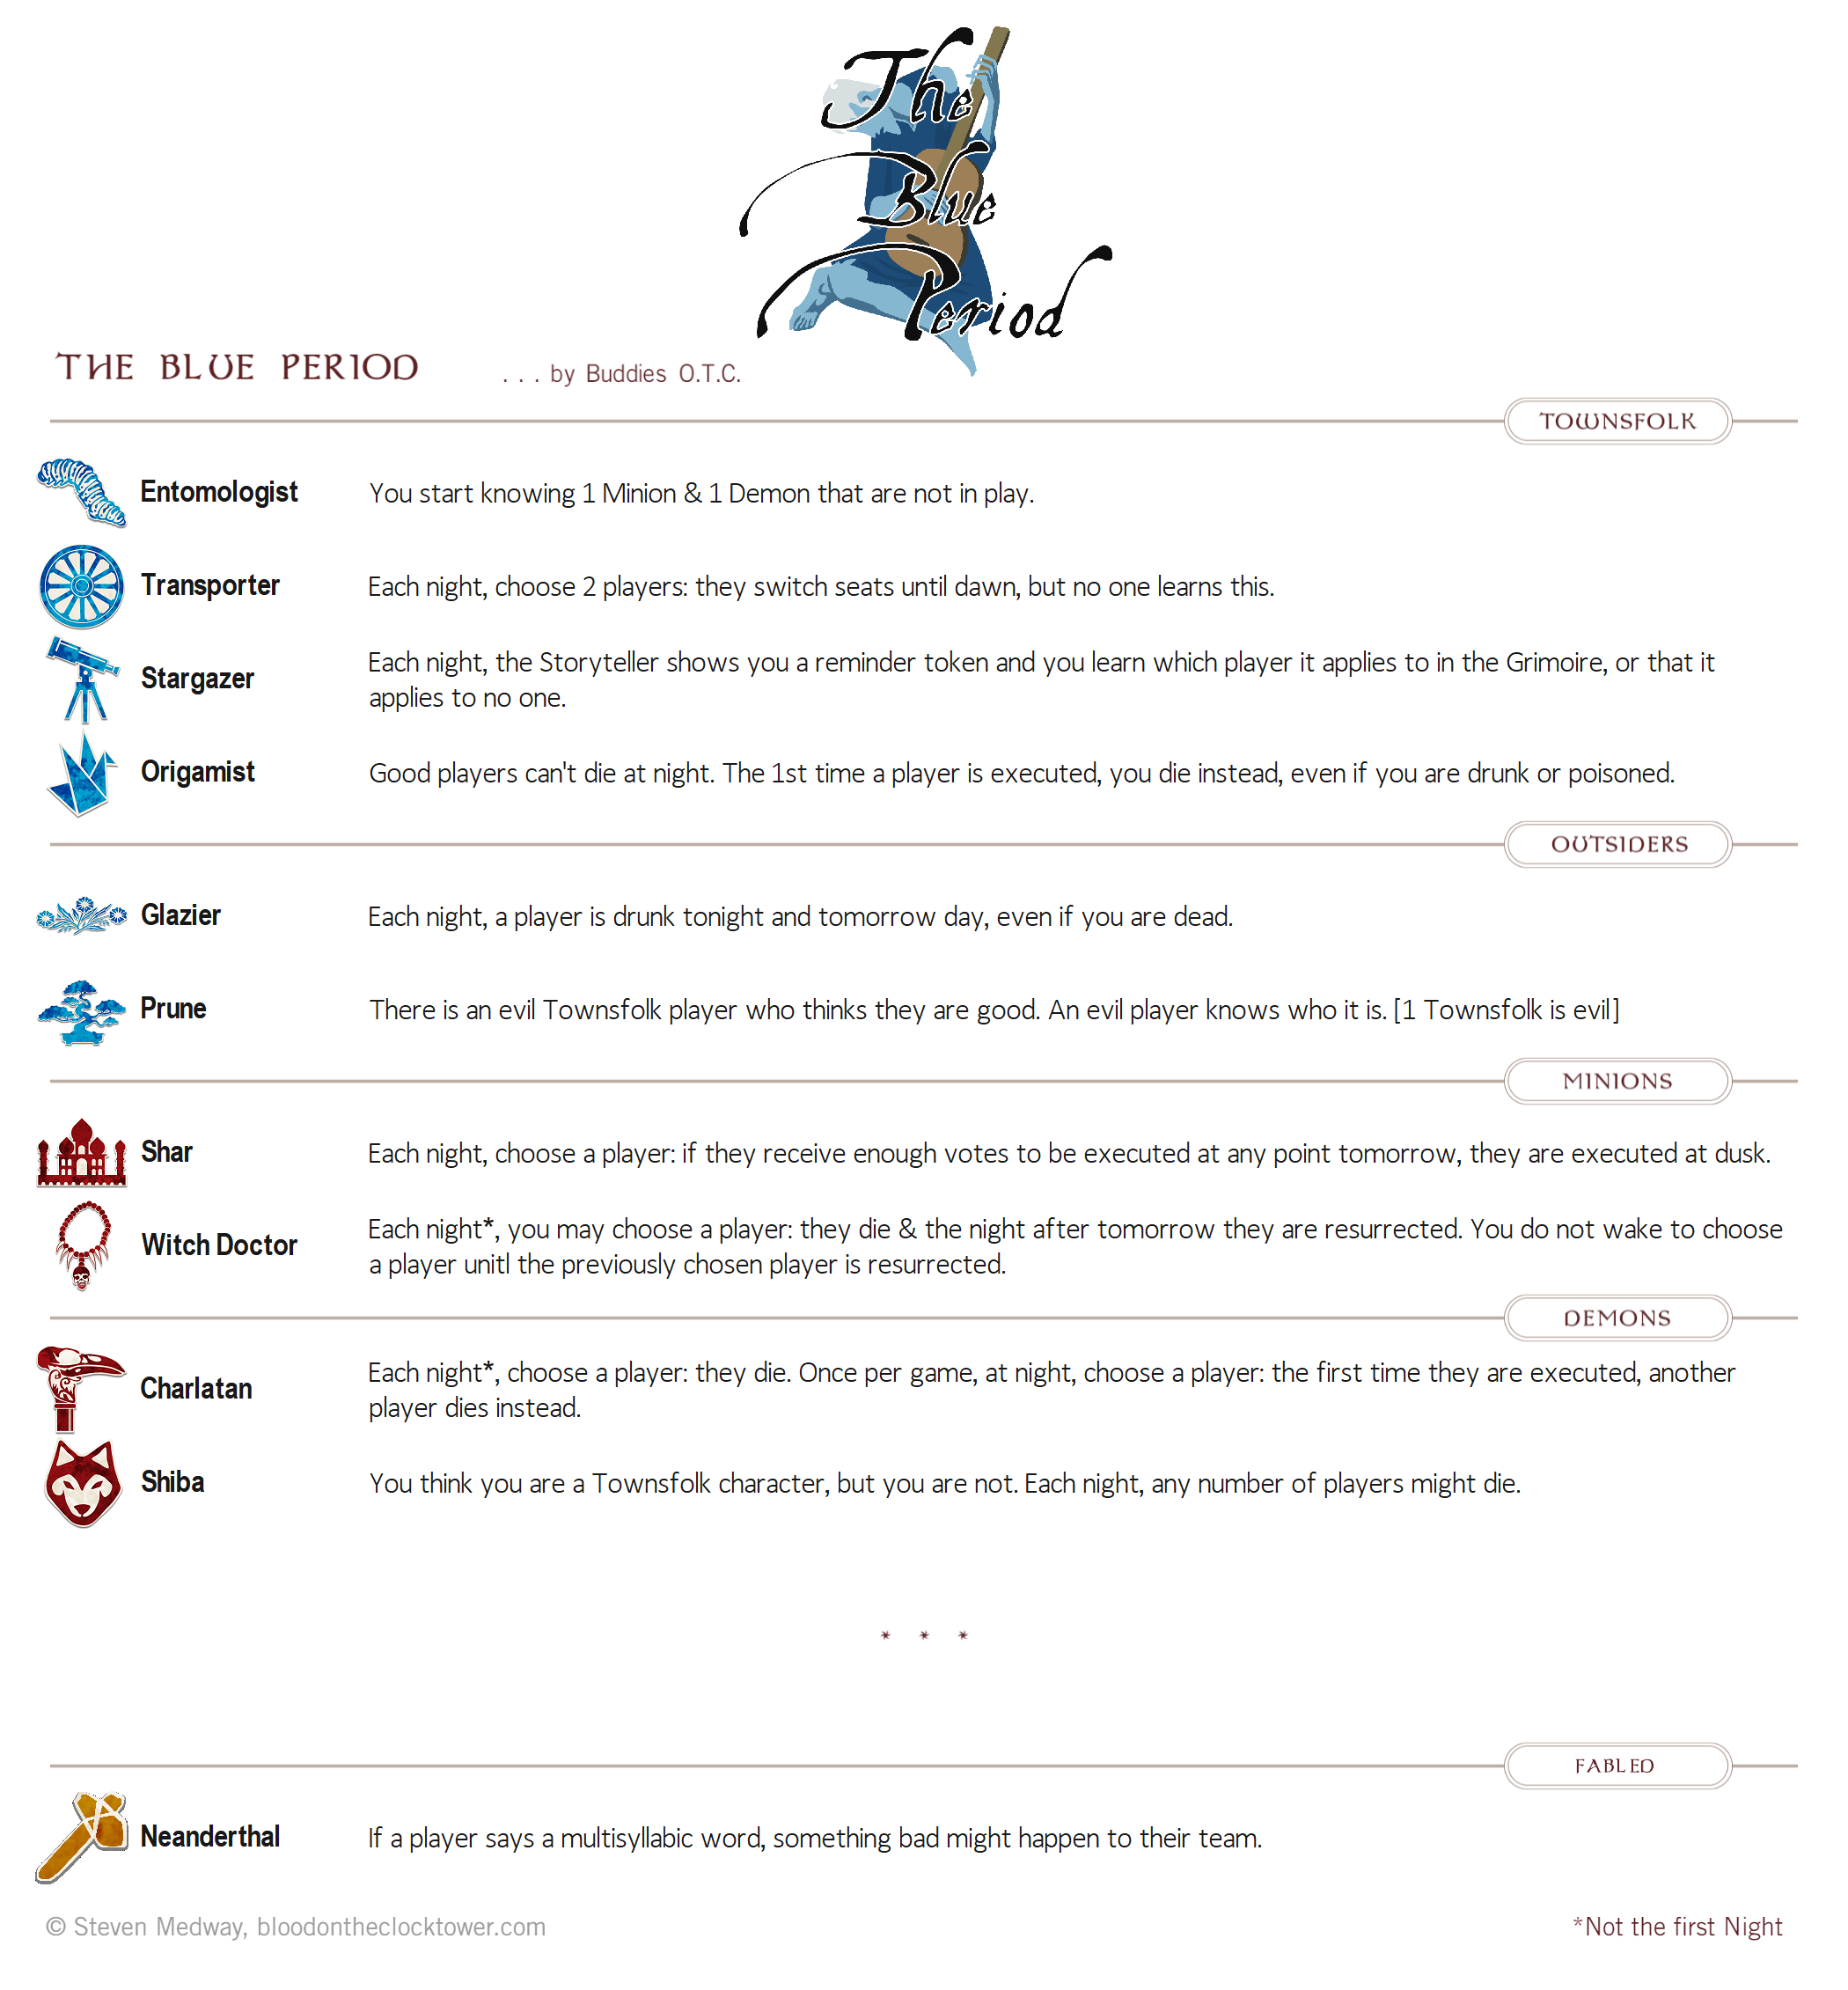 The
Blue
Period
THE BLUE PERIOD . . . by Buddies O.T.C.
TOWNSFOLK
Entomologist You start knowing 1 Minion & 1 Demon that are not in play.
Transporter Each night, choose 2 players: they switch seats until dawn, but no one learns this.
Stargazer Each night, the Storyteller shows you a reminder token and you learn which player it applies to in the Grimoire, or that it
applies to no one.
Origamist Good players can't die at night. The 1st time a player is executed, you die instead, even if you are drunk or poisoned.
OUTSIDERS
Glazier Each night, a player is drunk tonight and tomorrow day, even if you are dead.
Prune There is an evil Townsfolk player who thinks they are good. An evil player knows who it is. [1 Townsfolk is evil]
MINIONS
Shar Each night, choose a player: if they receive enough votes to be executed at any point tomorrow, they are executed at dusk.
Witch Doctor Each night*, you may choose a player: they die & the night after tomorrow they are resurrected. You do not wake to choose
a player unitl the previously chosen player is resurrected.
DEMONS
Charlatan Each night*, choose a player: they die. Once per game, at night, choose a player: the first time they are executed, another
player dies instead.
Shiba You think you are a Townsfolk character, but you are not. Each night, any number of players might die.
* * *
FABLED
Neanderthal If a player says a multisyllabic word, something bad might happen to their team.
© Steven Medway, bloodontheclocktower.com *Not the first Night